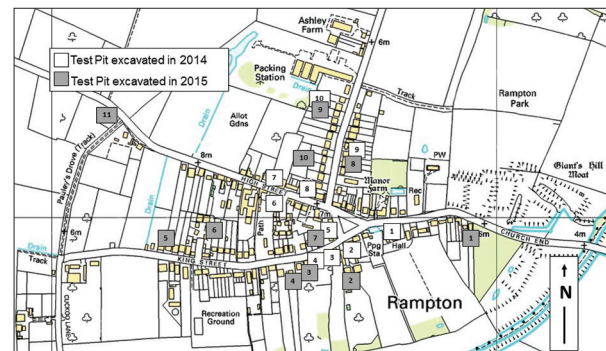 Test Pit excavated in 2014
Test Pit excavated in 2015
Ashley
Farm
6m
Packing
Station
Drain
Track
Rampton
Park
Drain
Allot
Gdns
10
9
11
Pauley's Drove (Track)
8m
10
9
8
PW
Giant's Hill
Moat
7
8
HIGH STREET
Manor
Farm
Rec
6
7m
Drain
6m
Path
5
6
5
7
1
Hall
1
6m
CHURCH END
4m
Drain
Track
KING STREET
4
3
2
Ppg
Sta
4
3
2
Recreation
Ground
Rampton
N